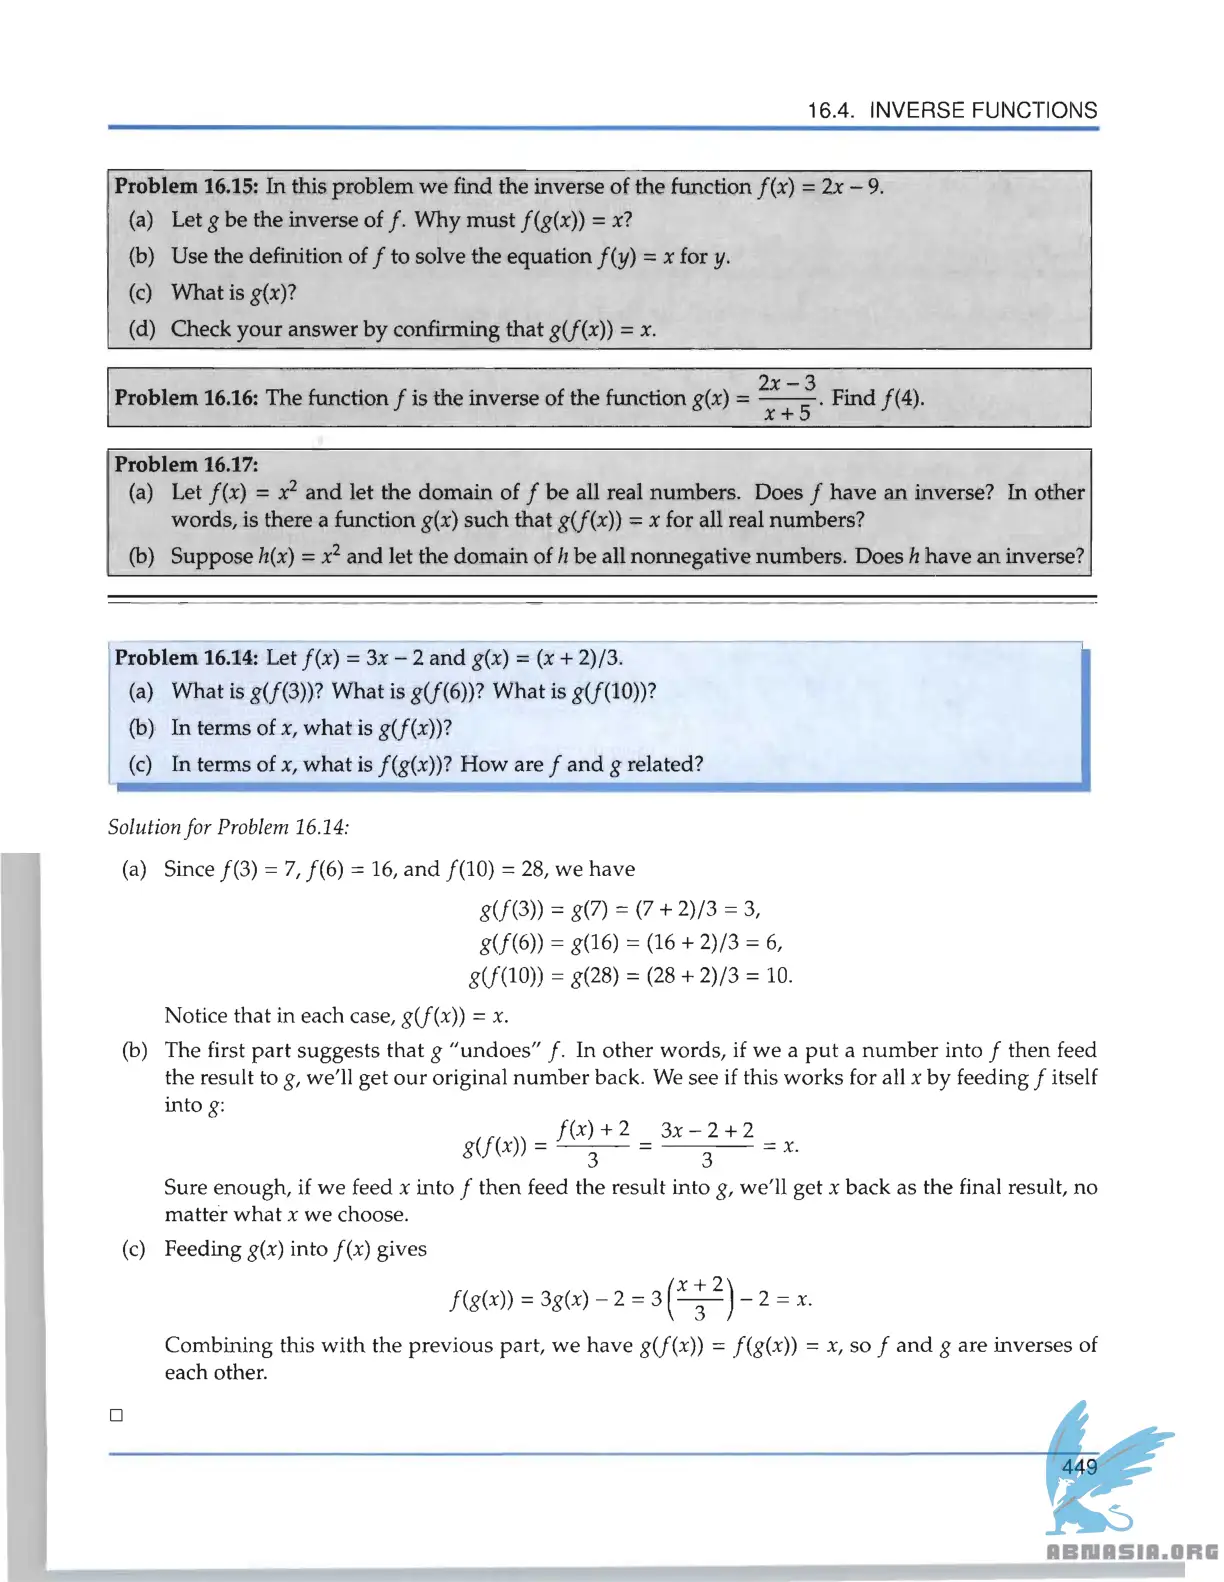 16.4. INVERSE FUNCTIONS
Problem 16.15: In this problem we find the inverse of the function f(x) = 2x − 9.
(a) Let g be the inverse of f. Why must f(g(x)) = x?
(b) Use the definition of f to solve the equation f(y) = x for y.
(c) What is g(x)?
(d) Check your answer by confirming that g(f(x)) = x.
Problem 16.16: The function f is the inverse of the function g(x) = (2x − 3)/(x + 5). Find f(4).
Problem 16.17:
(a) Let f(x) = x² and let the domain of f be all real numbers. Does f have an inverse? In other
words, is there a function g(x) such that g(f(x)) = x for all real numbers?
(b) Suppose h(x) = x² and let the domain of h be all nonnegative numbers. Does h have an inverse?
Problem 16.14: Let f(x) = 3x − 2 and g(x) = (x + 2)/3.
(a) What is g(f(3))? What is g(f(6))? What is g(f(10))?
(b) In terms of x, what is g(f(x))?
(c) In terms of x, what is f(g(x))? How are f and g related?
Solution for Problem 16.14:
(a) Since f(3) = 7, f(6) = 16, and f(10) = 28, we have
g(f(3)) = g(7) = (7 + 2)/3 = 3,
g(f(6)) = g(16) = (16 + 2)/3 = 6,
g(f(10)) = g(28) = (28 + 2)/3 = 10.
Notice that in each case, g(f(x)) = x.
(b) The first part suggests that g "undoes" f. In other words, if we a put a number into f then feed
the result to g, we'll get our original number back. We see if this works for all x by feeding f itself
into g:
g(f(x)) = (f(x) + 2)/3 = (3x − 2 + 2)/3 = x.
Sure enough, if we feed x into f then feed the result into g, we'll get x back as the final result, no
matter what x we choose.
(c) Feeding g(x) into f(x) gives
f(g(x)) = 3g(x) − 2 = 3((x + 2)/3) − 2 = x.
Combining this with the previous part, we have g(f(x)) = f(g(x)) = x, so f and g are inverses of
each other.
449
ABNASIA.ORG